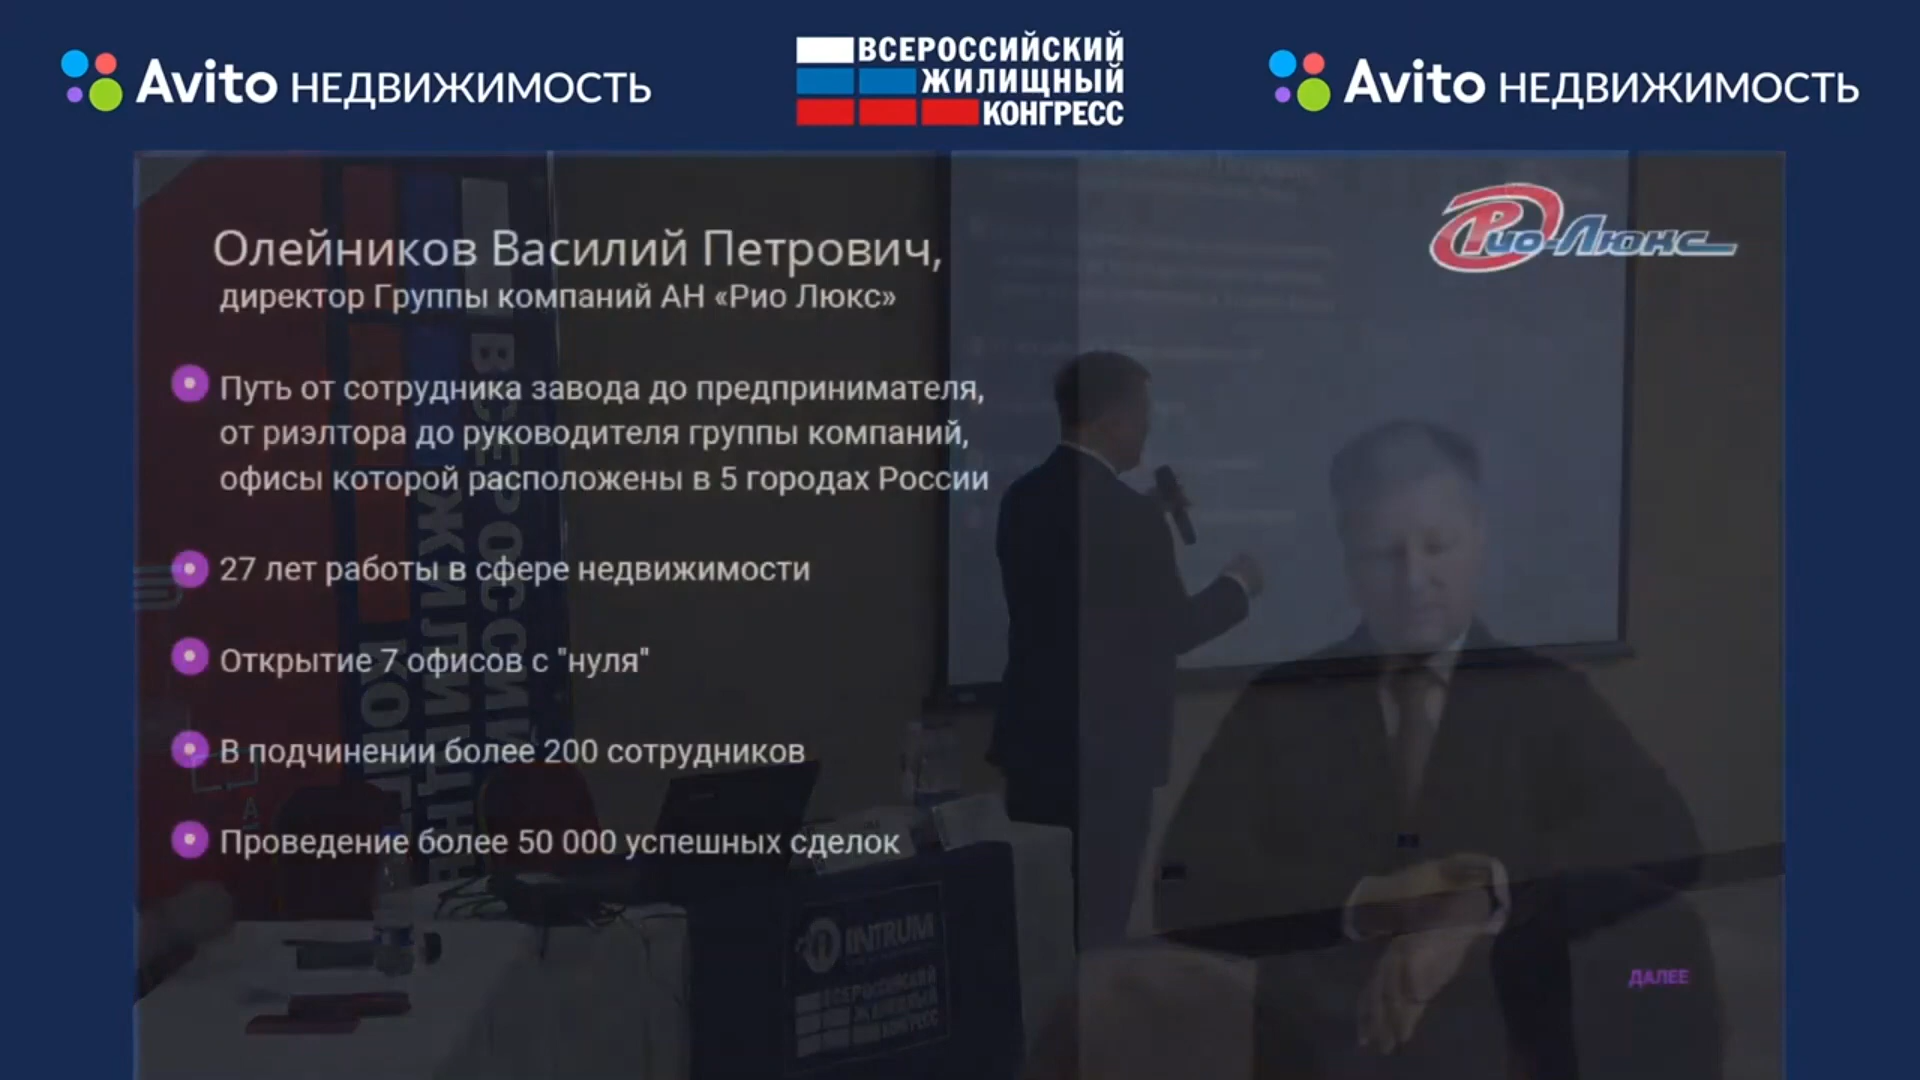 Avito НЕДВИЖИМОСТЬ
ВСЕРОССИЙСКИЙ
ЖИЛИЩНЫЙ
КОНГРЕСС
Avito НЕДВИЖИМОСТЬ
Рио-Люкс
Олейников Василий Петрович,
директор Группы компаний АН «Рио Люкс»
Путь от сотрудника завода до предпринимателя,
от риэлтора до руководителя группы компаний,
офисы которой расположены в 5 городах России
27 лет работы в сфере недвижимости
Открытие 7 офисов с "нуля"
В подчинении более 200 сотрудников
Проведение более 50 000 успешных сделок
ДАЛЕЕ
INTRUM
ВСЕРОССИЙСКИЙ
ЖИЛИЩНЫЙ
КОНГРЕСС